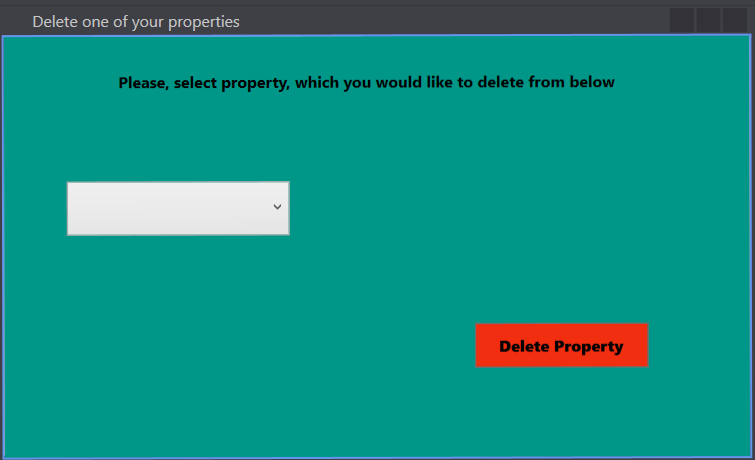 Delete one of your properties
Please, select property, which you would like to delete from below
Delete Property